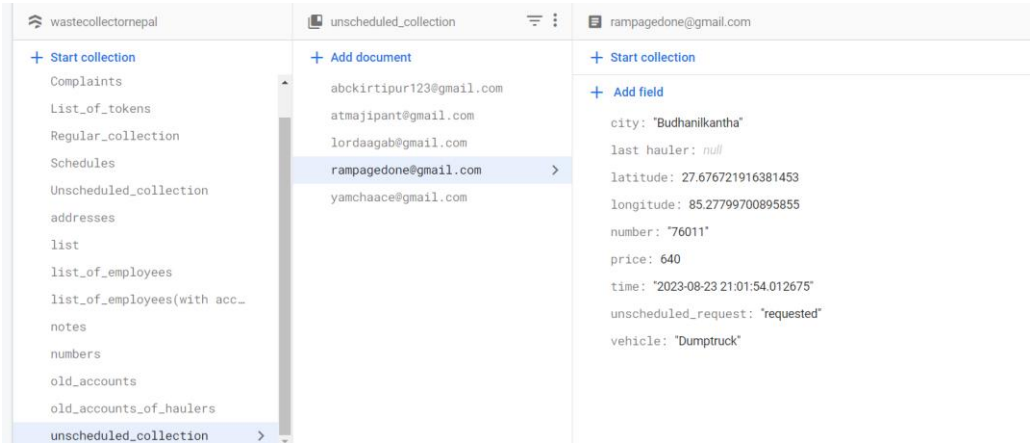 wastecollectornepal
+ Start collection
Complaints
List_of_tokens
Regular_collection
Schedules
Unscheduled_collection
addresses
list
list_of_employees
list_of_employees(with acc…
notes
numbers
old_accounts
old_accounts_of_haulers
unscheduled_collection
unscheduled_collection
+ Add document
abckirtipur123@gmail.com
atmajipant@gmail.com
lordaagab@gmail.com
rampagedone@gmail.com
yamchaace@gmail.com
rampagedone@gmail.com
+ Start collection
+ Add field
city: "Budhanilkantha"
last hauler: null
latitude: 27.676721916381453
longitude: 85.27799700895855
number: "76011"
price: 640
time: "2023-08-23 21:01:54.012675"
unscheduled_request: "requested"
vehicle: "Dumptruck"